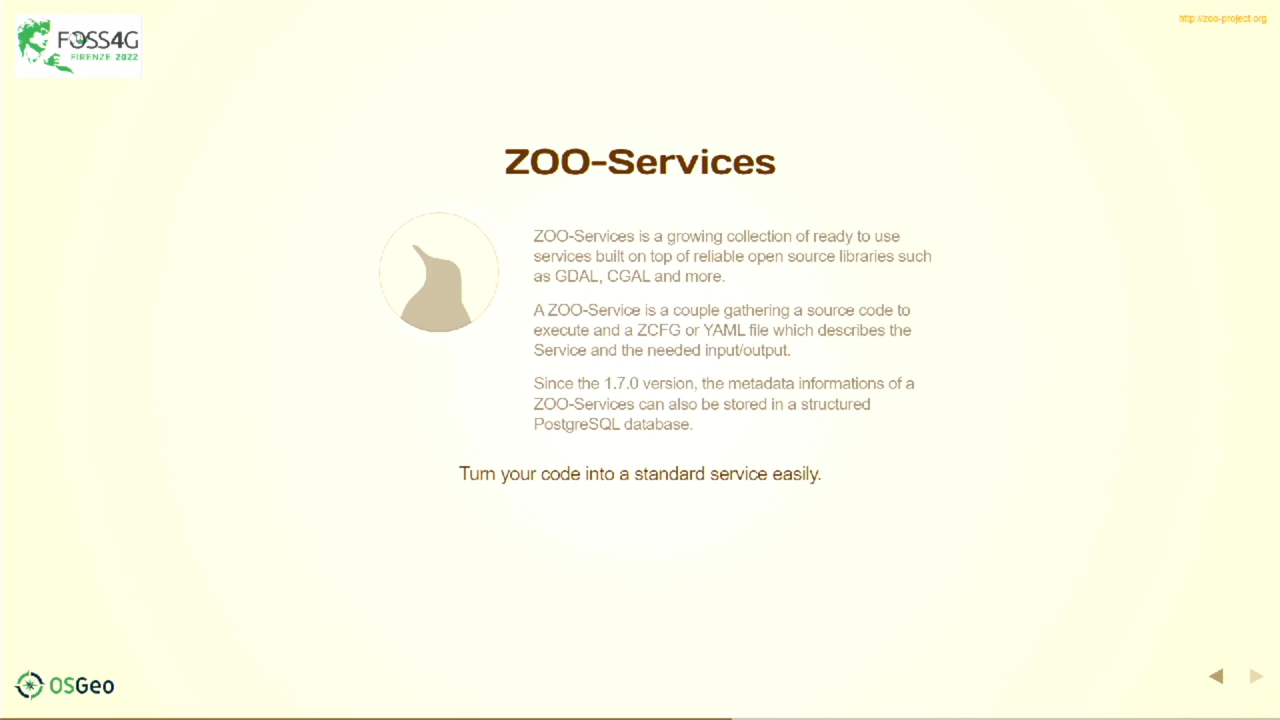 FOSS4G
FIRENZE 2022
http://zoo-project.org
ZOO-Services
ZOO-Services is a growing collection of ready to use
services built on top of reliable open source libraries such
as GDAL, CGAL and more.
A ZOO-Service is a couple gathering a source code to
execute and a ZCFG or YAML file which describes the
Service and the needed input/output.
Since the 1.7.0 version, the metadata informations of a
ZOO-Services can also be stored in a structured
PostgreSQL database.
Turn your code into a standard service easily.
OSGeo